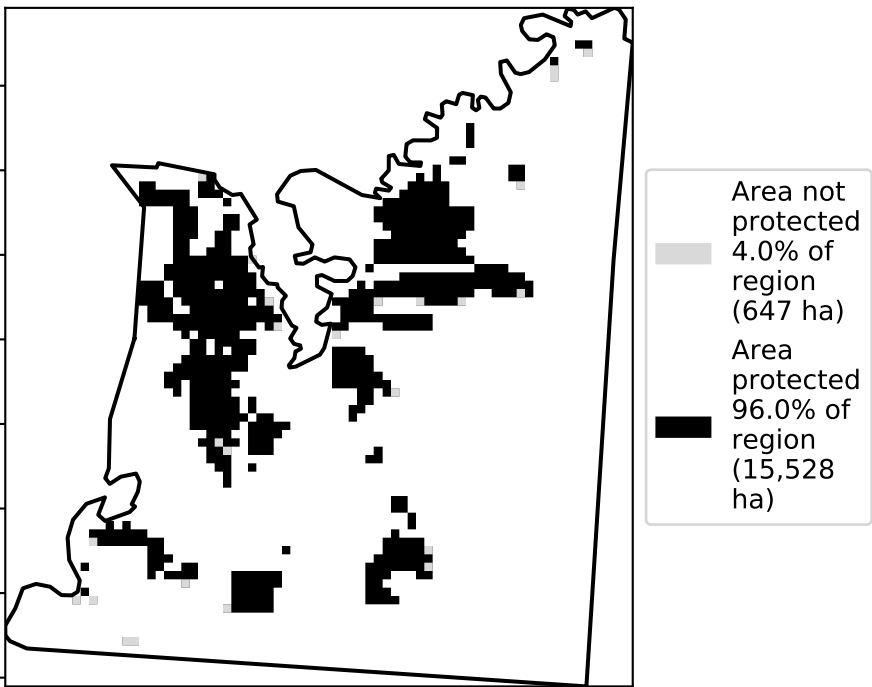 Area not
protected
4.0% of
region
(647 ha)
Area
protected
96.0% of
region
(15,528
ha)